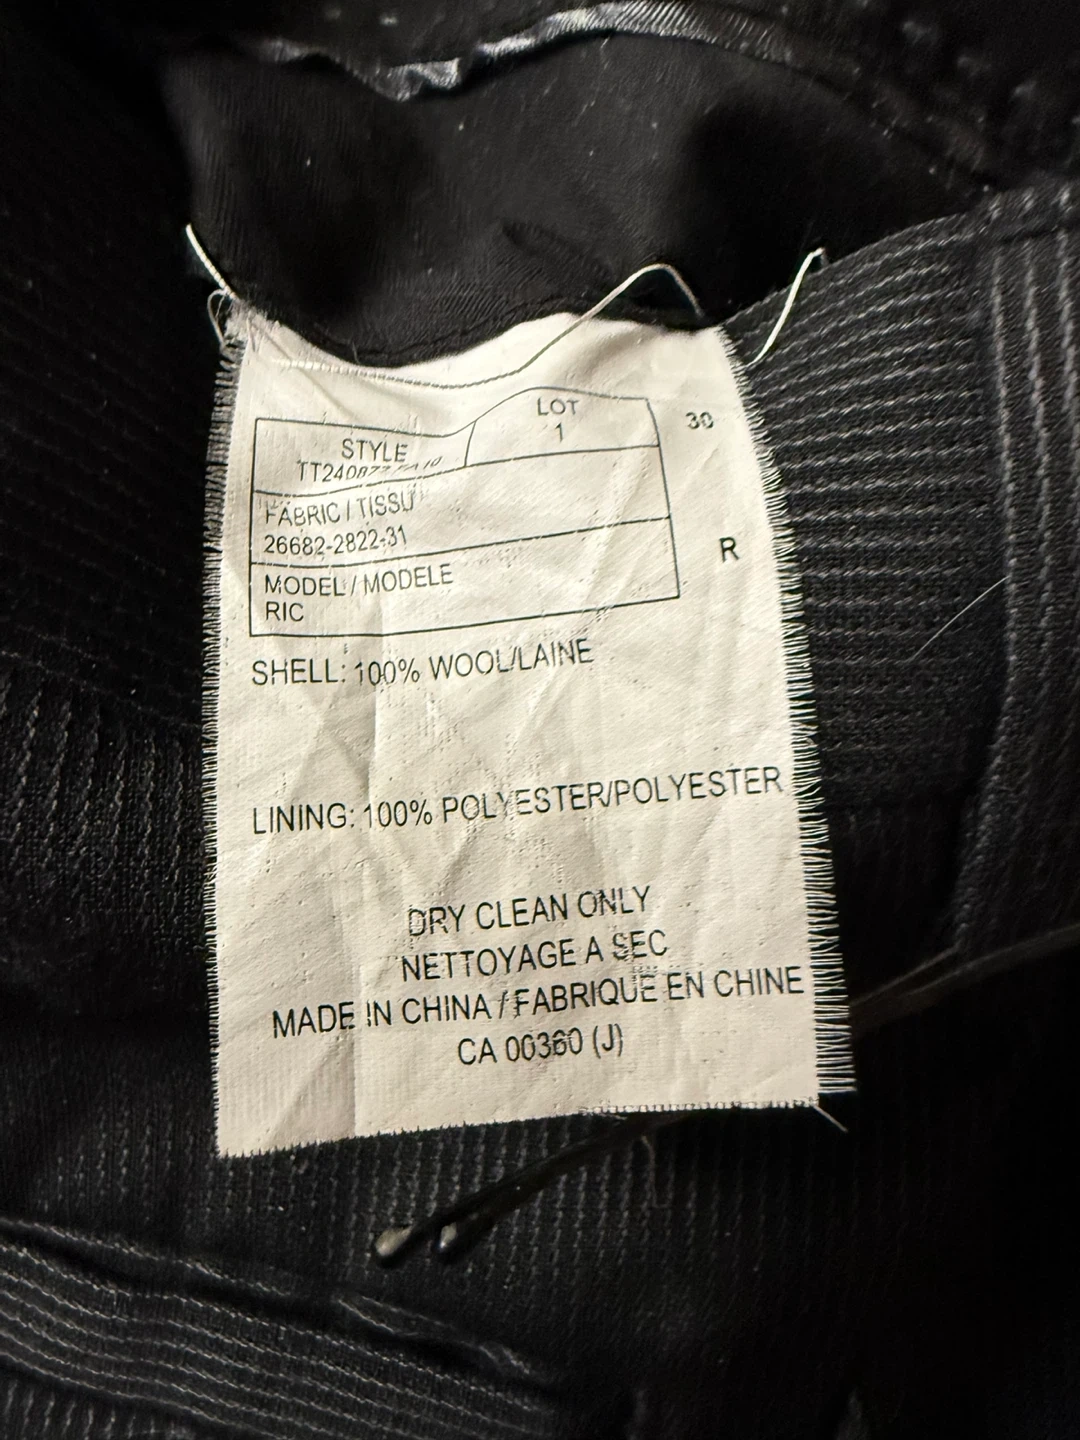 STYLE
LOT
1
30
FABRIC / TISSU
26682-2822-31
R
MODEL / MODELE
RIC
SHELL: 100% WOOL/LAINE
LINING: 100% POLYESTER/POLYESTER
DRY CLEAN ONLY
NETTOYAGE A SEC
MADE IN CHINA / FABRIQUE EN CHINE
CA 00360 (J)